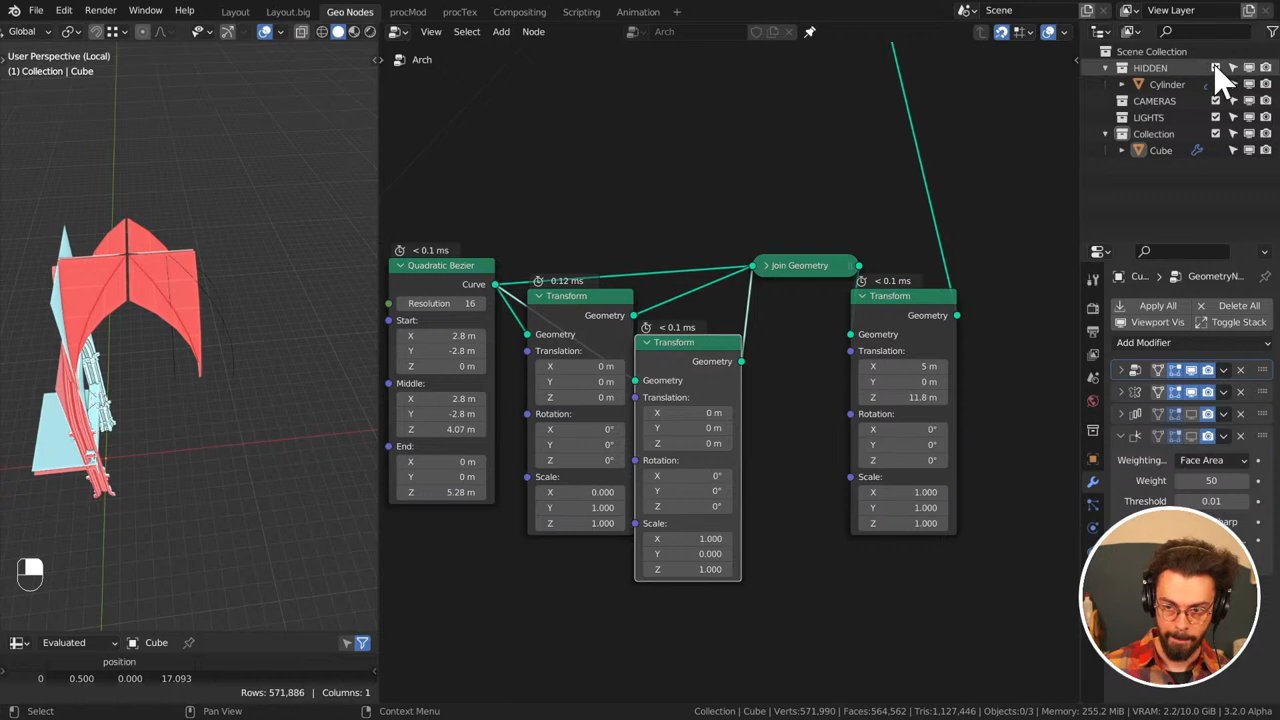 File Edit Render Window Help Layout Layout.big Geo Nodes procMod procTex Compositing Scripting Animation + Scene View Layer
Global View Select Add Node Arch
User Perspective (Local)
(1) Collection | Cube
Arch
Scene Collection
HIDDEN
Cylinder
CAMERAS
LIGHTS
Collection
Cube
< 0.1 ms
Quadratic Bezier
Curve
Resolution 16
Start:
X 2.8 m
Y -2.8 m
Z 0 m
Middle:
X 2.8 m
Y -2.8 m
Z 4.07 m
End:
X 0 m
Y 0 m
Z 5.28 m
0.12 ms
Transform
Geometry
Geometry
Translation:
X 0 m
Y 0 m
Z 0 m
Rotation:
X 0°
Y 0°
Z 0°
Scale:
X 0.000
Y 1.000
Z 1.000
< 0.1 ms
Transform
Geometry
Geometry
Translation:
X 0 m
Y 0 m
Z 0 m
Rotation:
X 0°
Y 0°
Z 0°
Scale:
X 1.000
Y 0.000
Z 1.000
Join Geometry
< 0.1 ms
Transform
Geometry
Geometry
Translation:
X 5 m
Y 0 m
Z 11.8 m
Rotation:
X 0°
Y 0°
Z 0°
Scale:
X 1.000
Y 1.000
Z 1.000
Cu... GeometryN...
Apply All Delete All
Viewport Vis Toggle Stack
Add Modifier
Weighting... Face Area
Weight 50
Threshold 0.01
Evaluated Cube
position
0 0.500 0.000 17.093
Rows: 571,886 | Columns: 1
Select Pan View Context Menu Collection | Cube | Verts:571,990 | Faces:564,562 | Tris:1,127,446 | Objects:0/3 | Memory: 255.2 MiB | VRAM: 2.2/10.0 GiB | 3.2.0 Alpha